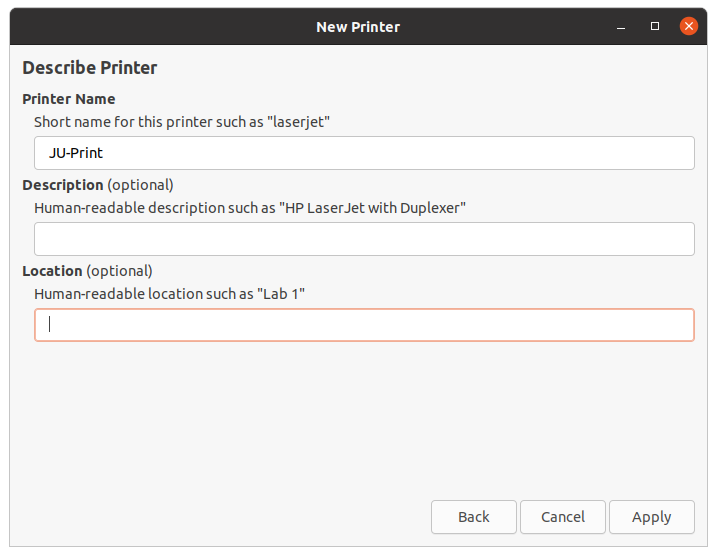 New Printer
Describe Printer
Printer Name
Short name for this printer such as "laserjet"
JU-Print
Description (optional)
Human-readable description such as "HP LaserJet with Duplexer"
Location (optional)
Human-readable location such as "Lab 1"
Back Cancel Apply